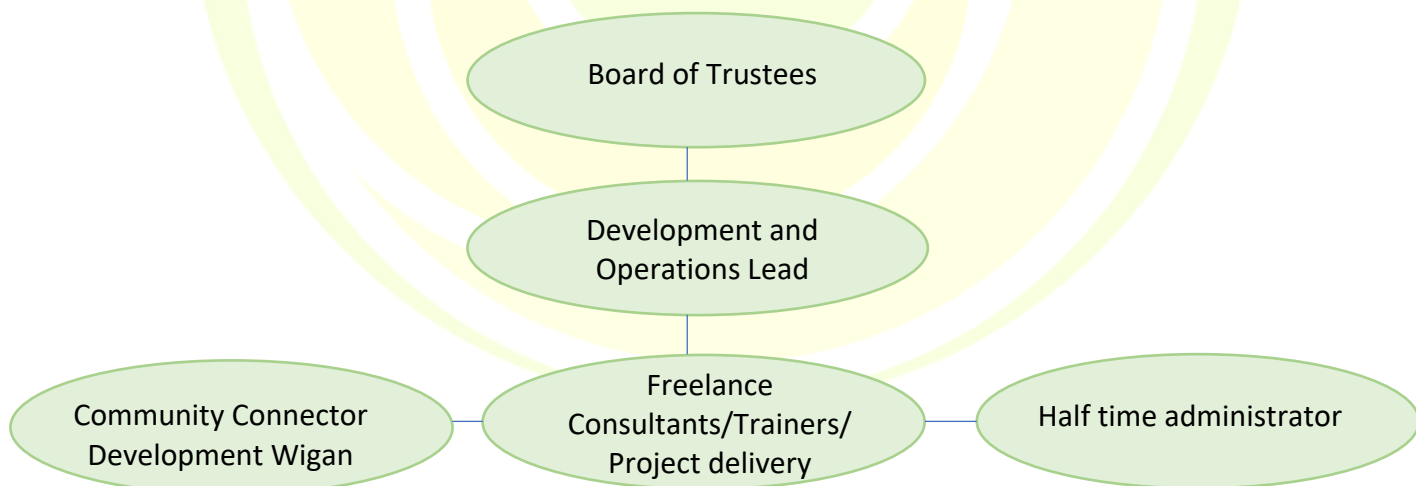 Board of Trustees
Development and
Operations Lead
Community Connector
Development Wigan
Freelance
Consultants/Trainers/
Project delivery
Half time administrator